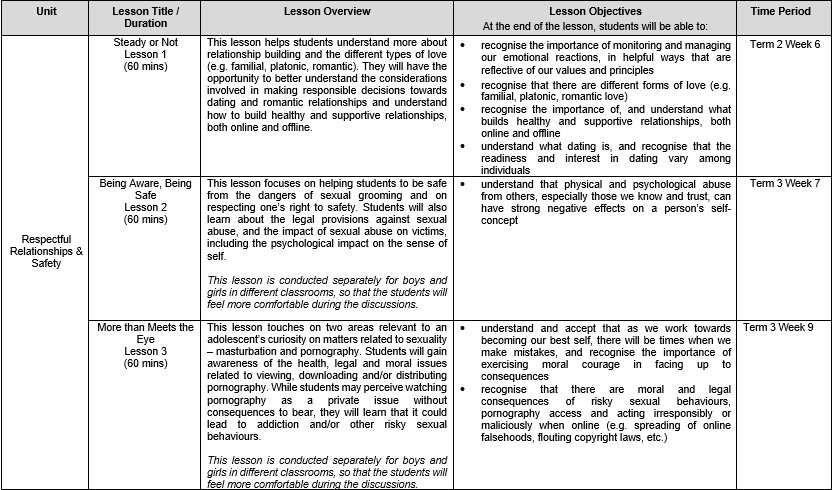 Unit
Lesson Title /
Duration
Lesson Overview
Lesson Objectives
At the end of the lesson, students will be able to:
Time Period
Respectful
Relationships &
Safety
Steady or Not
Lesson 1
(60 mins)
This lesson helps students understand more about
relationship building and the different types of love
(e.g. familial, platonic, romantic). They will have the
opportunity to better understand the considerations
involved in making responsible decisions towards
dating and romantic relationships and understand
how to build healthy and supportive relationships,
both online and offline.
• recognise the importance of monitoring and managing
our emotional reactions, in helpful ways that are
reflective of our values and principles
• recognise that there are different forms of love (e.g.
familial, platonic, romantic love)
• recognise the importance of, and understand what
builds healthy and supportive relationships, both
online and offline
• understand what dating is, and recognise that the
readiness and interest in dating vary among
individuals
Term 2 Week 6
Being Aware, Being
Safe
Lesson 2
(60 mins)
This lesson focuses on helping students to be safe
from the dangers of sexual grooming and on
respecting one's right to safety. Students will also
learn about the legal provisions against sexual
abuse, and the impact of sexual abuse on victims,
including the psychological impact on the sense of
self.
This lesson is conducted separately for boys and
girls in different classrooms, so that the students will
feel more comfortable during the discussions.
• understand that physical and psychological abuse
from others, especially those we know and trust, can
have strong negative effects on a person's self-
concept
Term 3 Week 7
More than Meets the
Eye
Lesson 3
(60 mins)
This lesson touches on two areas relevant to an
adolescent's curiosity on matters related to sexuality
– masturbation and pornography. Students will gain
awareness of the health, legal and moral issues
related to viewing, downloading and/or distributing
pornography. While students may perceive watching
pornography as a private issue without
consequences to bear, they will learn that it could
lead to addiction and/or other risky sexual
behaviours.
This lesson is conducted separately for boys and
girls in different classrooms, so that the students will
feel more comfortable during the discussions.
• understand and accept that as we work towards
becoming our best self, there will be times when we
make mistakes, and recognise the importance of
exercising moral courage in facing up to
consequences
• recognise that there are moral and legal
consequences of risky sexual behaviours,
pornography access and acting irresponsibly or
maliciously when online (e.g. spreading of online
falsehoods, flouting copyright laws, etc.)
Term 3 Week 9